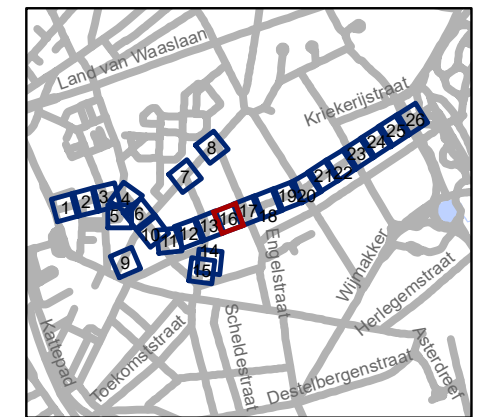 Land van Waaslaan
Kriekerijstraat
8
7
1
2
3
4
5
6
9
10
11
12
13
14
15
16
17
18
19
20
21
22
23
24
25
26
Engelstraat
Wijmakker
Herlegemstraat
Kattepad
Toekomststraat
Scheldestraat
Destelbergenstraat
Asterdreef